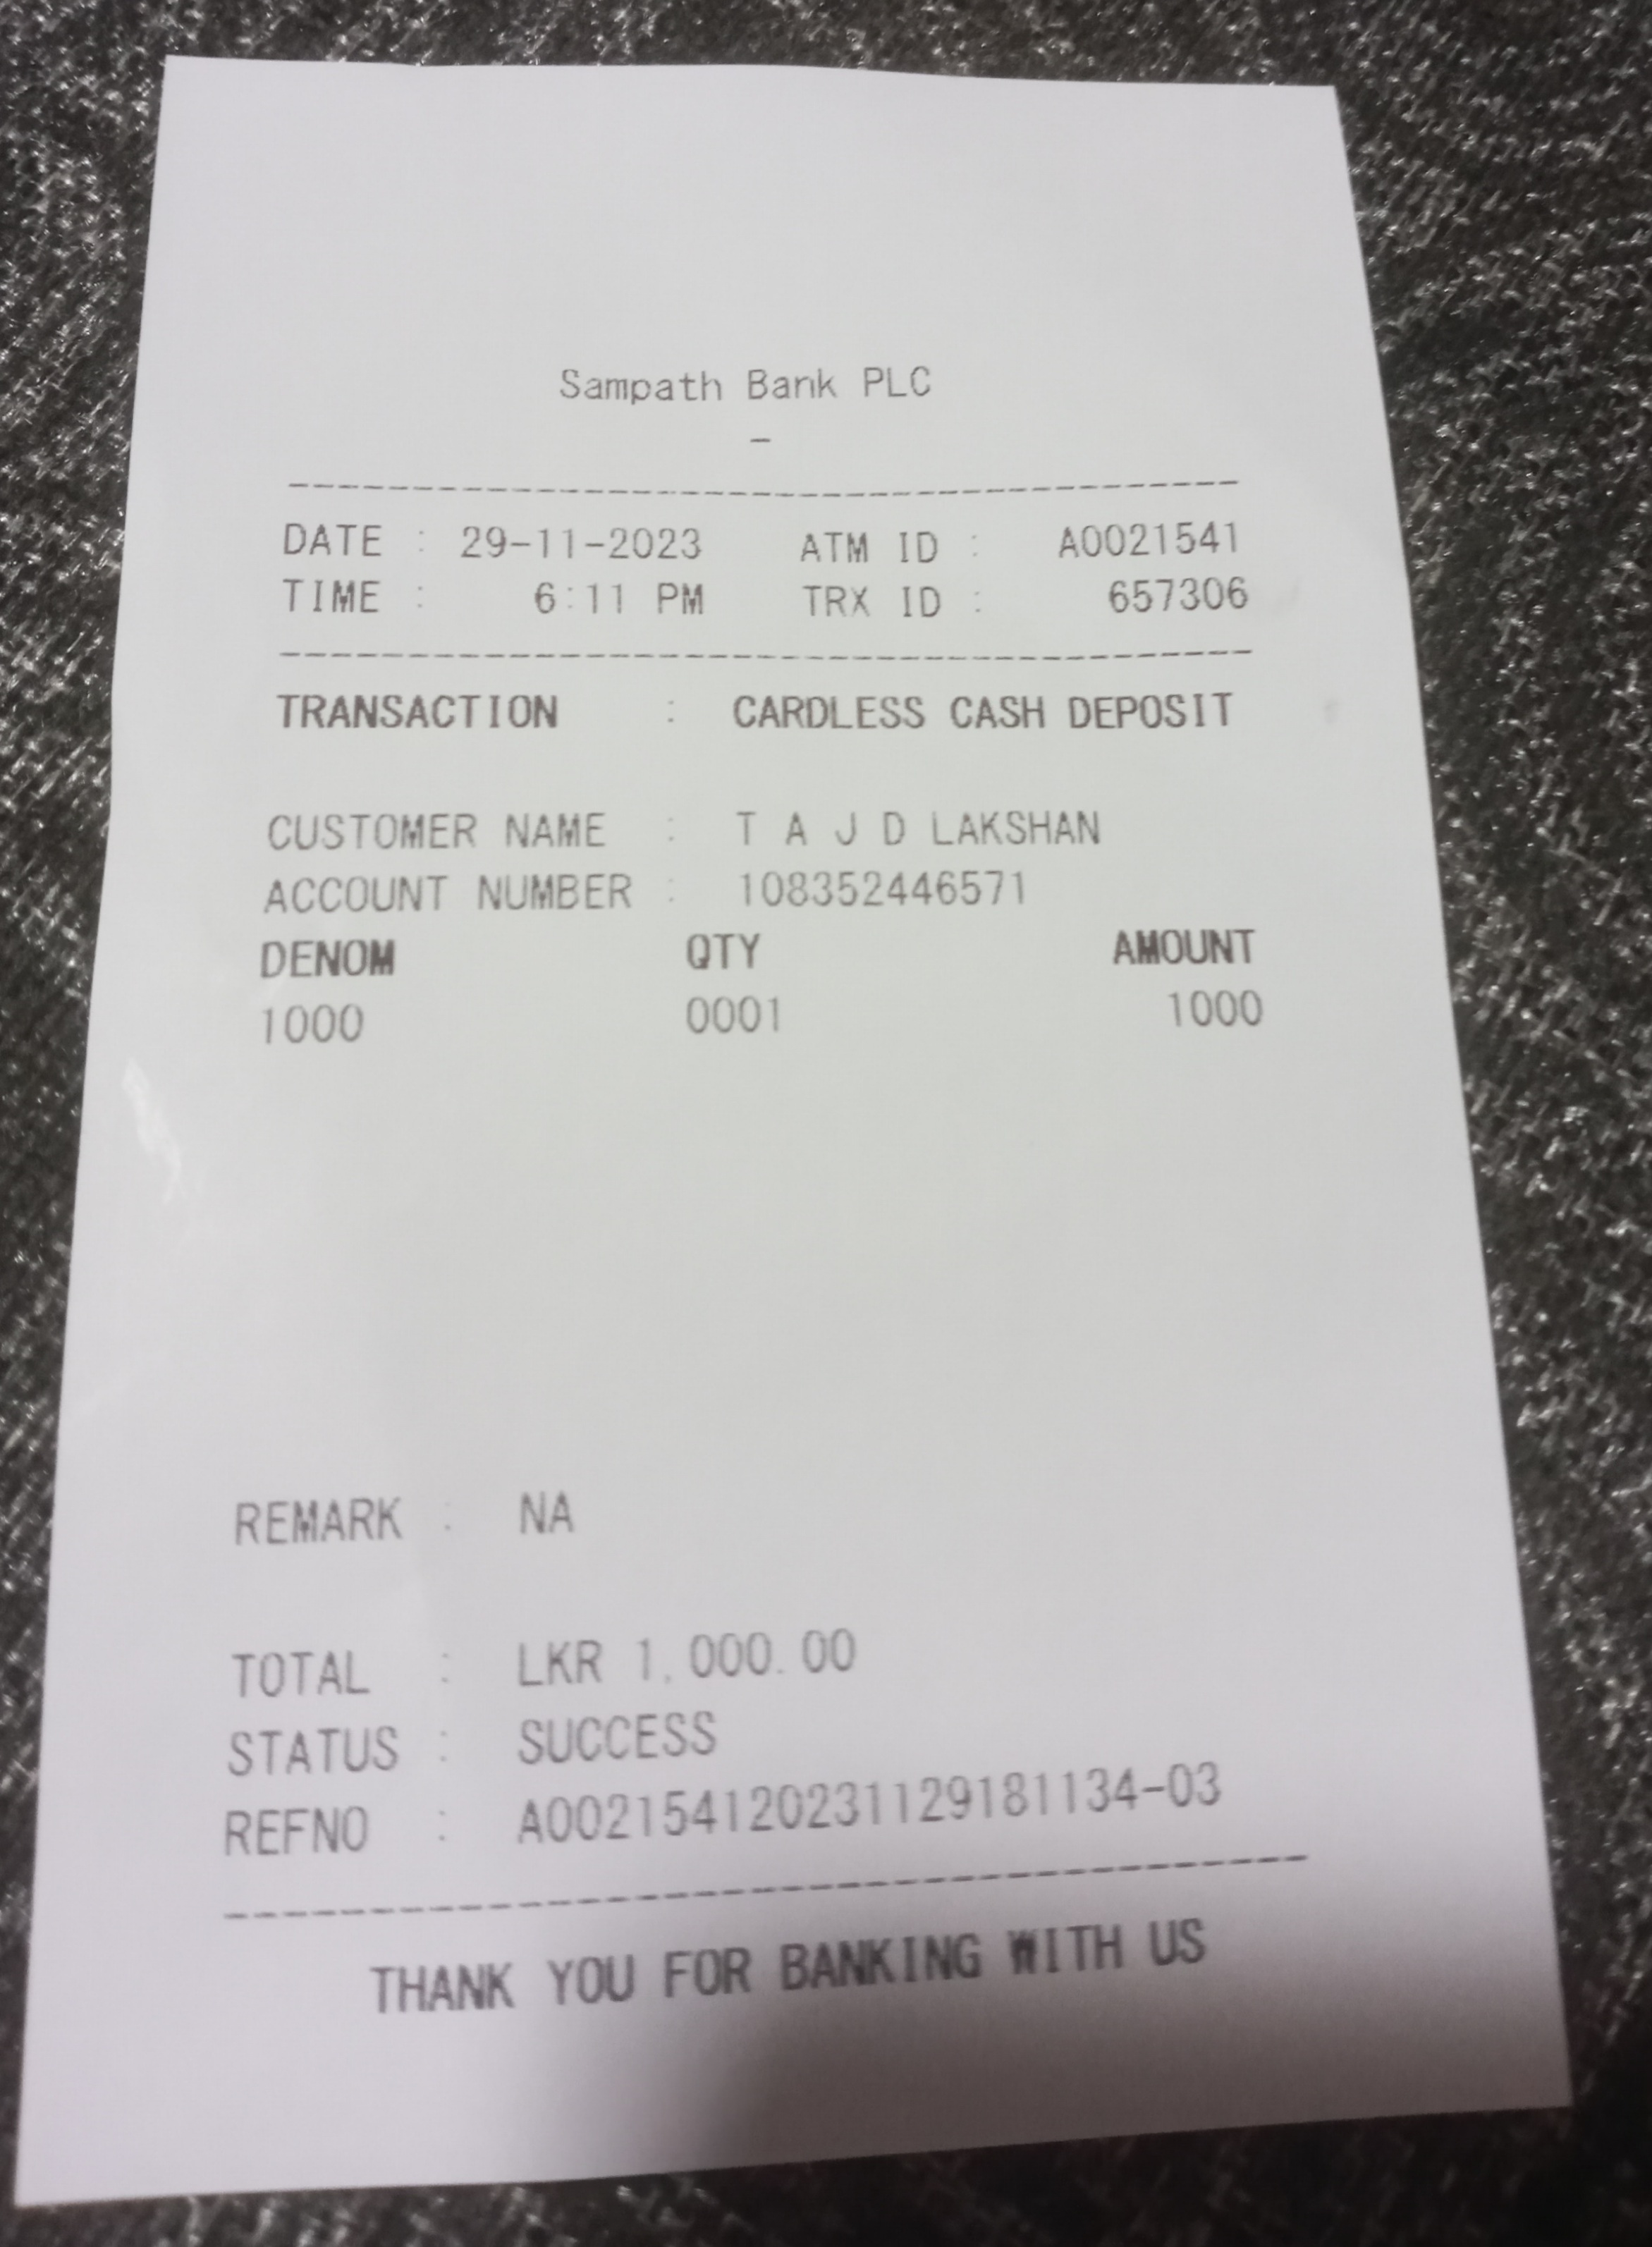 Sampath Bank PLC
-
----------------------------------------
DATE : 29-11-2023 ATM ID : A0021541
TIME : 6:11 PM TRX ID : 657306
----------------------------------------
TRANSACTION : CARDLESS CASH DEPOSIT
CUSTOMER NAME : T A J D LAKSHAN
ACCOUNT NUMBER : 108352446571
DENOM QTY AMOUNT
1000 0001 1000
REMARK : NA
TOTAL : LKR 1,000.00
STATUS : SUCCESS
REFNO : A002154120231129181134-03
----------------------------------------
THANK YOU FOR BANKING WITH US